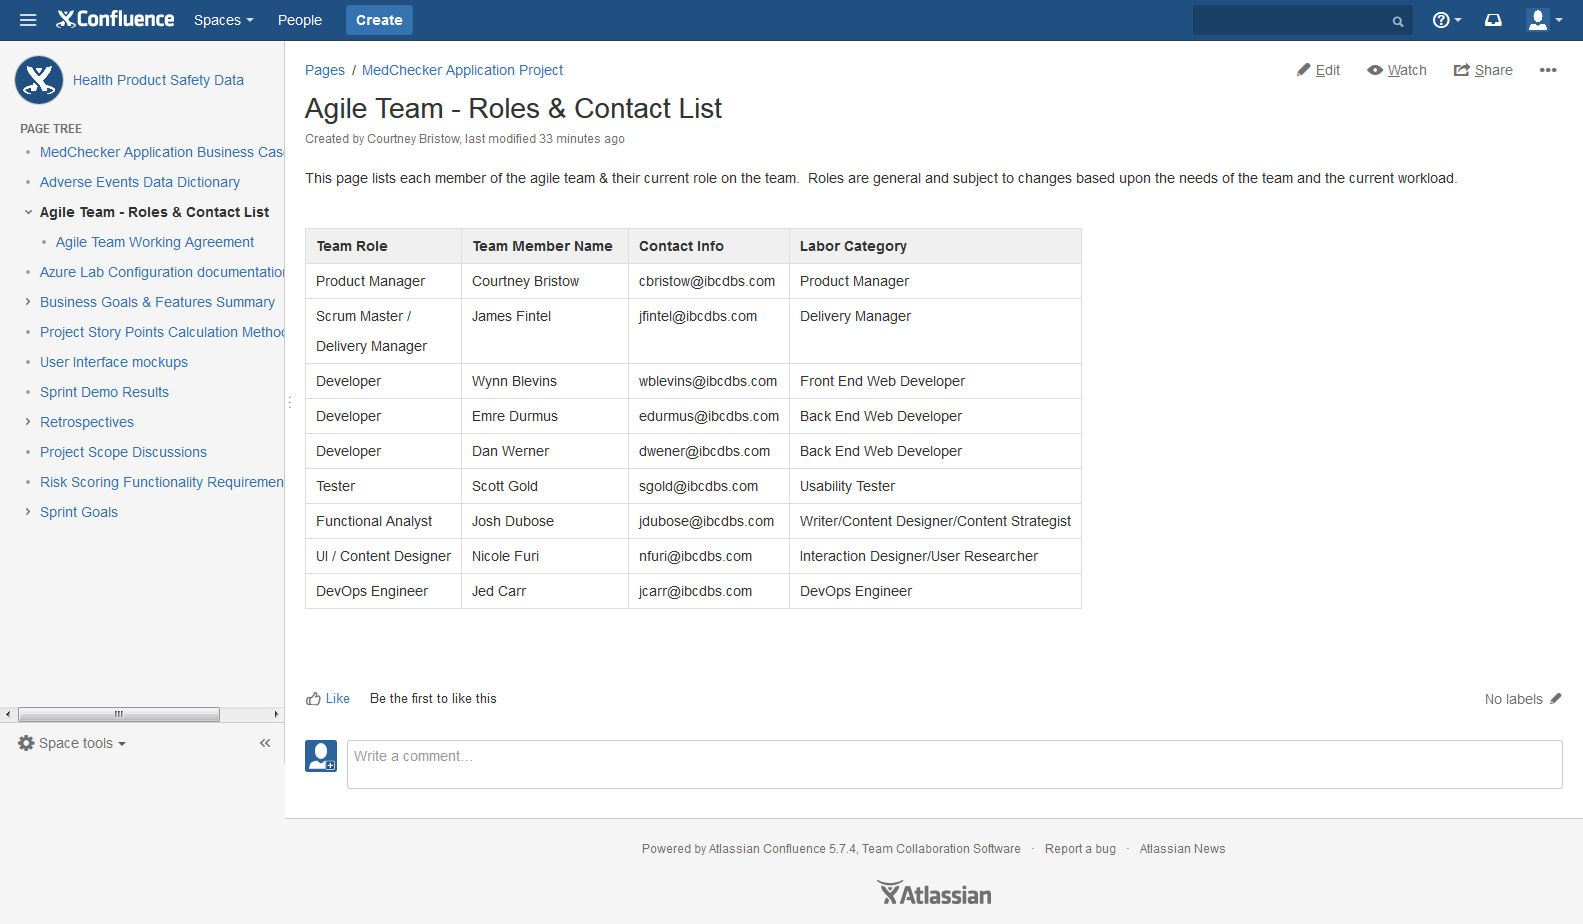 Confluence Spaces People Create
Health Product Safety Data
PAGE TREE
MedChecker Application Business Cas
Adverse Events Data Dictionary
Agile Team - Roles & Contact List
Agile Team Working Agreement
Azure Lab Configuration documentation
Business Goals & Features Summary
Project Story Points Calculation Metho
User Interface mockups
Sprint Demo Results
Retrospectives
Project Scope Discussions
Risk Scoring Functionality Requiremen
Sprint Goals
Space tools
Pages / MedChecker Application Project
Edit Watch Share
Agile Team - Roles & Contact List
Created by Courtney Bristow, last modified 33 minutes ago
This page lists each member of the agile team & their current role on the team.  Roles are general and subject to changes based upon the needs of the team and the current workload.
Team Role Team Member Name Contact Info Labor Category
Product Manager Courtney Bristow cbristow@ibcdbs.com Product Manager
Scrum Master / James Fintel jfintel@ibcdbs.com Delivery Manager
Delivery Manager
Developer Wynn Blevins wblevins@ibcdbs.com Front End Web Developer
Developer Emre Durmus edurmus@ibcdbs.com Back End Web Developer
Developer Dan Werner dwener@ibcdbs.com Back End Web Developer
Tester Scott Gold sgold@ibcdbs.com Usability Tester
Functional Analyst Josh Dubose jdubose@ibcdbs.com Writer/Content Designer/Content Strategist
UI / Content Designer Nicole Furi nfuri@ibcdbs.com Interaction Designer/User Researcher
DevOps Engineer Jed Carr jcarr@ibcdbs.com DevOps Engineer
Like Be the first to like this No labels
Write a comment…
Powered by Atlassian Confluence 5.7.4, Team Collaboration Software · Report a bug · Atlassian News
Atlassian